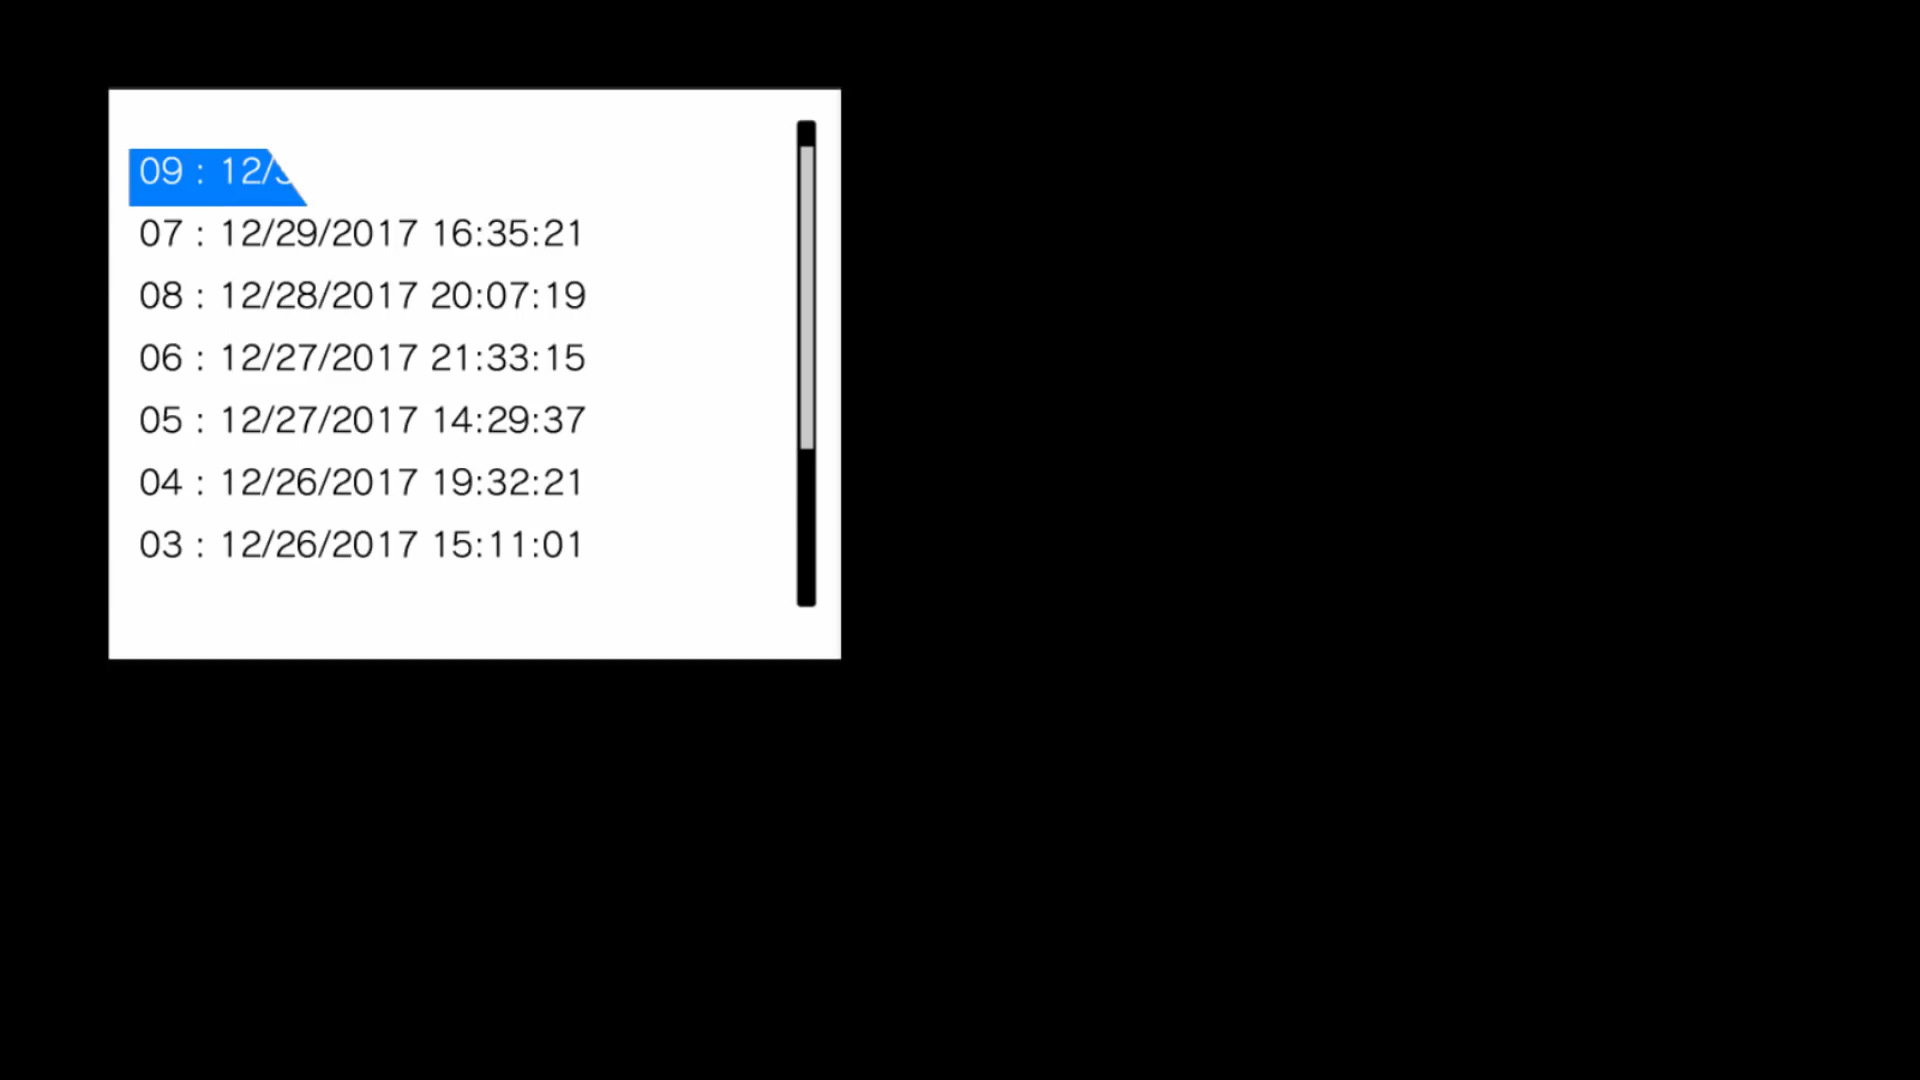 09 : 12/
07 : 12/29/2017 16:35:21
08 : 12/28/2017 20:07:19
06 : 12/27/2017 21:33:15
05 : 12/27/2017 14:29:37
04 : 12/26/2017 19:32:21
03 : 12/26/2017 15:11:01